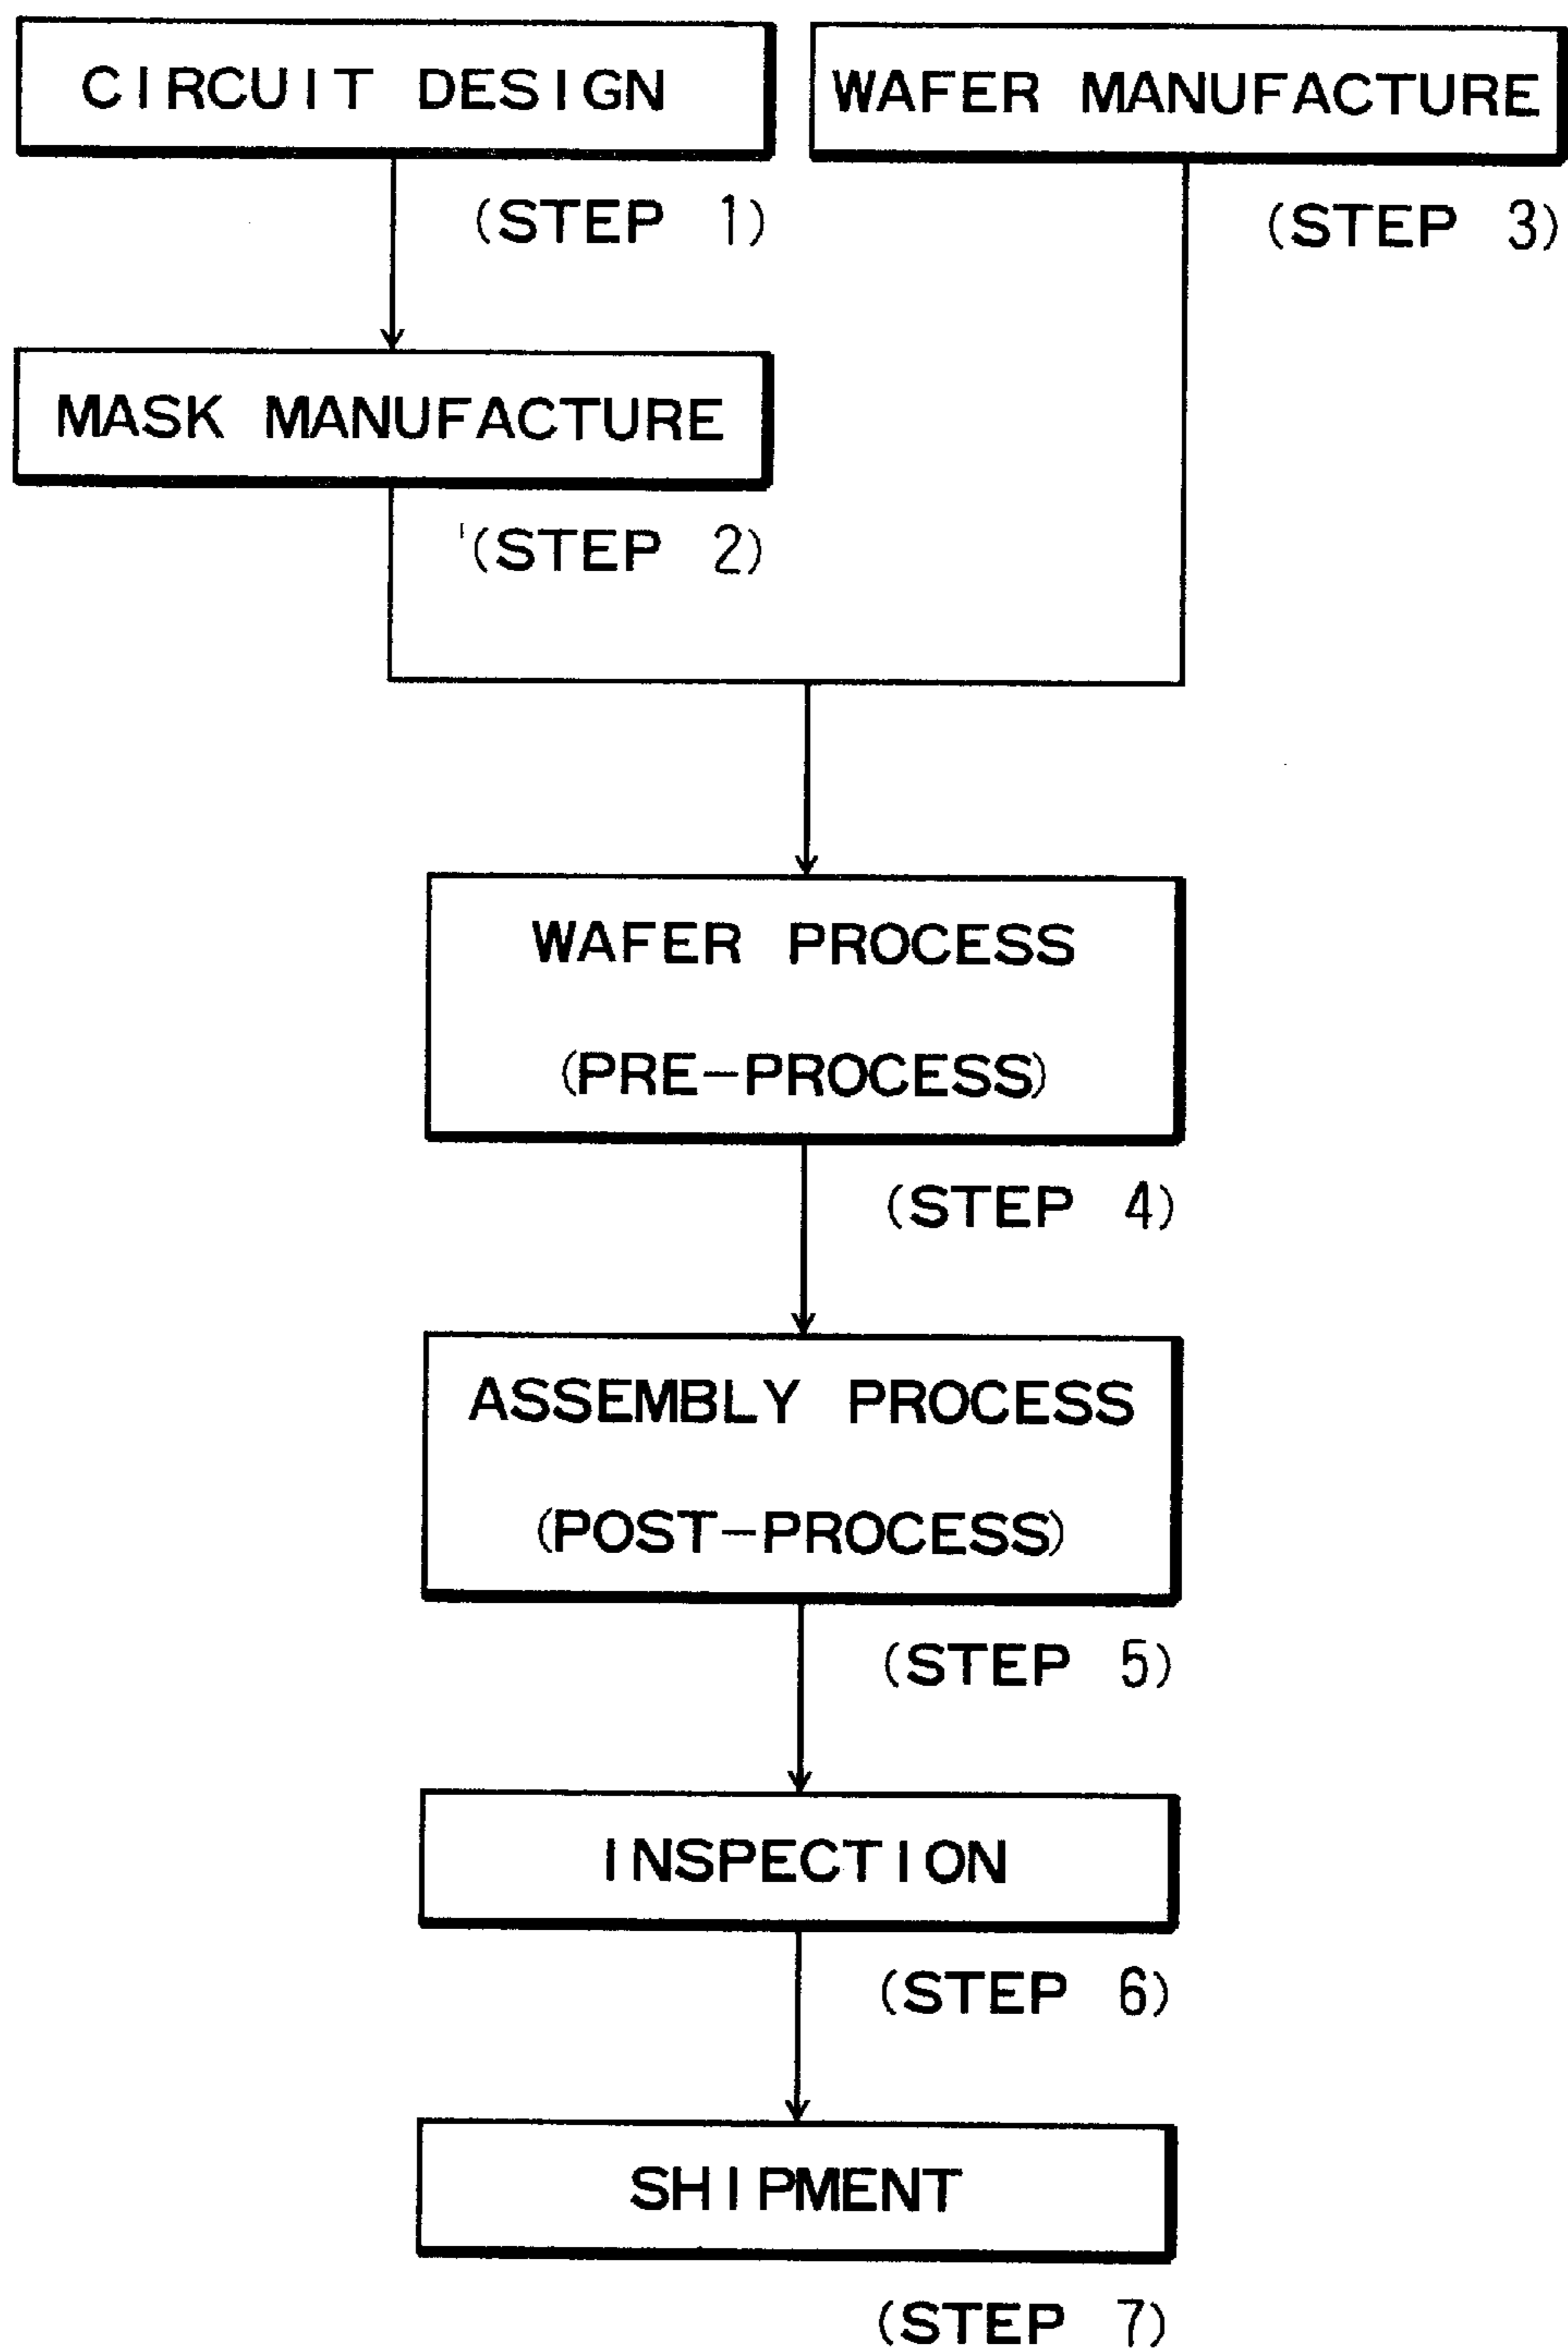 CIRCUIT DESIGN
(STEP 1)
WAFER MANUFACTURE
(STEP 3)
MASK MANUFACTURE
(STEP 2)
WAFER PROCESS
(PRE-PROCESS)
(STEP 4)
ASSEMBLY PROCESS
(POST-PROCESS)
(STEP 5)
INSPECTION
(STEP 6)
SHIPMENT
(STEP 7)